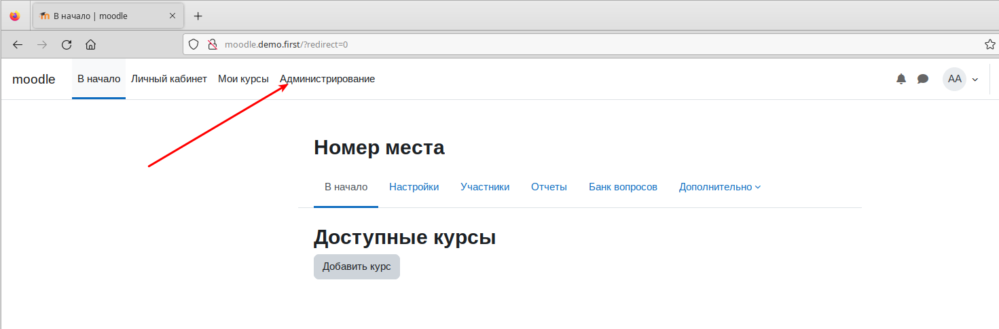 В начало | moodle
moodle.demo.first/?redirect=0
moodle В начало Личный кабинет Мои курсы Администрирование AA
Номер места
В начало Настройки Участники Отчеты Банк вопросов Дополнительно
Доступные курсы
Добавить курс